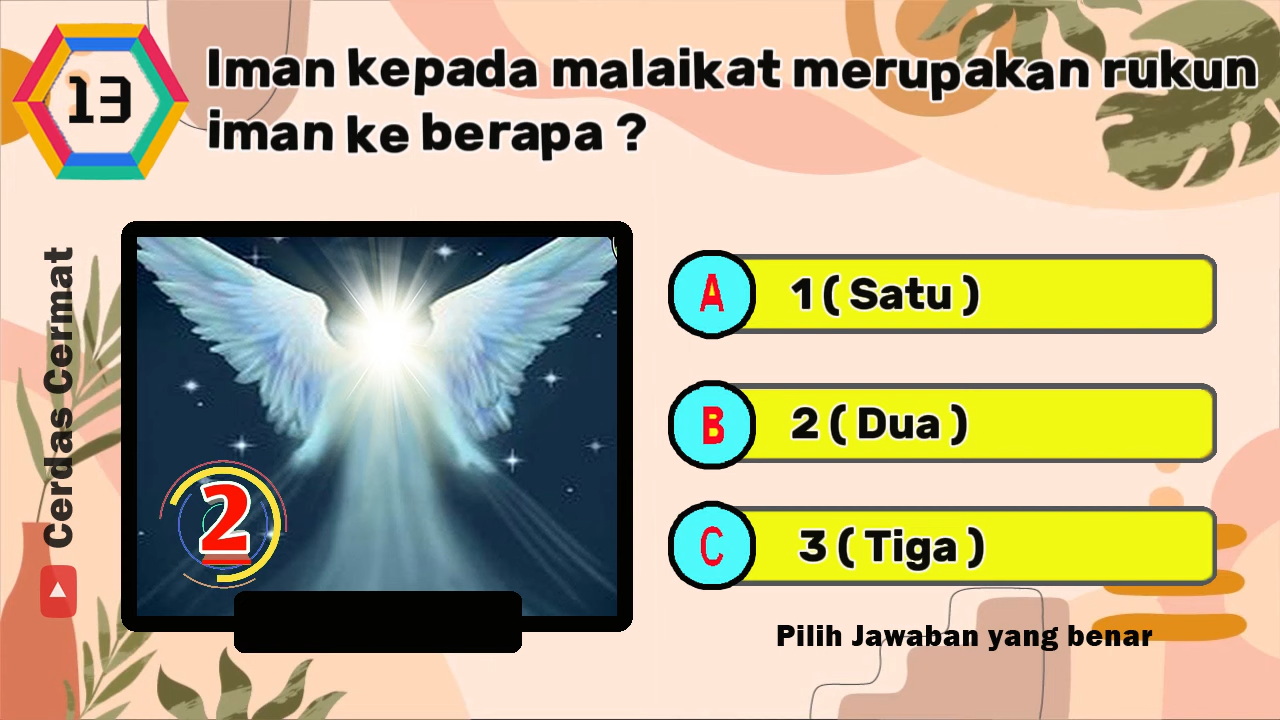 13
Iman kepada malaikat merupakan rukun
iman ke berapa ?
Cerdas Cermat
2
A
1 ( Satu )
B
2 ( Dua )
C
3 ( Tiga )
Pilih Jawaban yang benar